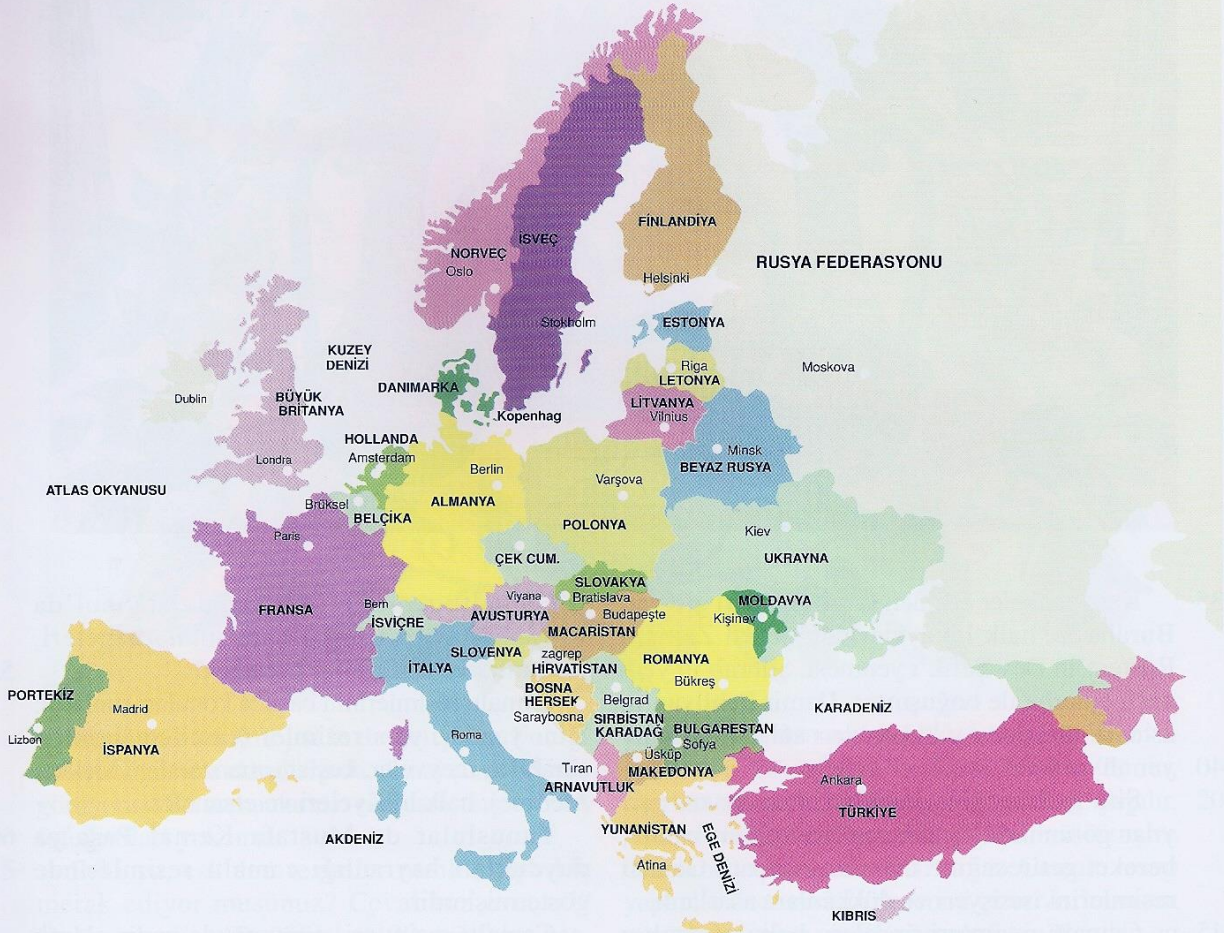 FİNLANDİYA
İSVEÇ
NORVEÇ
Oslo
RUSYA FEDERASYONU
Helsinki
Stokholm
ESTONYA
KUZEY
DENİZİ
Riga
LETONYA
Moskova
DANIMARKA
Dublin
BÜYÜK
BRİTANYA
LİTVANYA
Vilnius
Kopenhag
HOLLANDA
Amsterdam
Minsk
BEYAZ RUSYA
Londra
Berlin
Varşova
ATLAS OKYANUSU
Brüksel
BELÇİKA
ALMANYA
POLONYA
Paris
Kiev
UKRAYNA
ÇEK CUM.
SLOVAKYA
Bratislava
Viyana
AVUSTURYA
Bern
İSVİÇRE
FRANSA
Budapeşte
MACARİSTAN
MOLDAVYA
Kişinev
SLOVENYA
zagrep
HİRVATİSTAN
ROMANYA
Bükreş
İTALYA
PORTEKİZ
Lizbon
Madrid
İSPANYA
BOSNA
HERSEK
Saraybosna
Belgrad
SIRBİSTAN
KARADAĞ
BULGARESTAN
Sofya
KARADENİZ
Roma
Üsküp
MAKEDONYA
Tıran
ARNAVUTLUK
Ankara
TÜRKİYE
AKDENİZ
YUNANİSTAN
Atina
EGE DENİZİ
KIBRIS